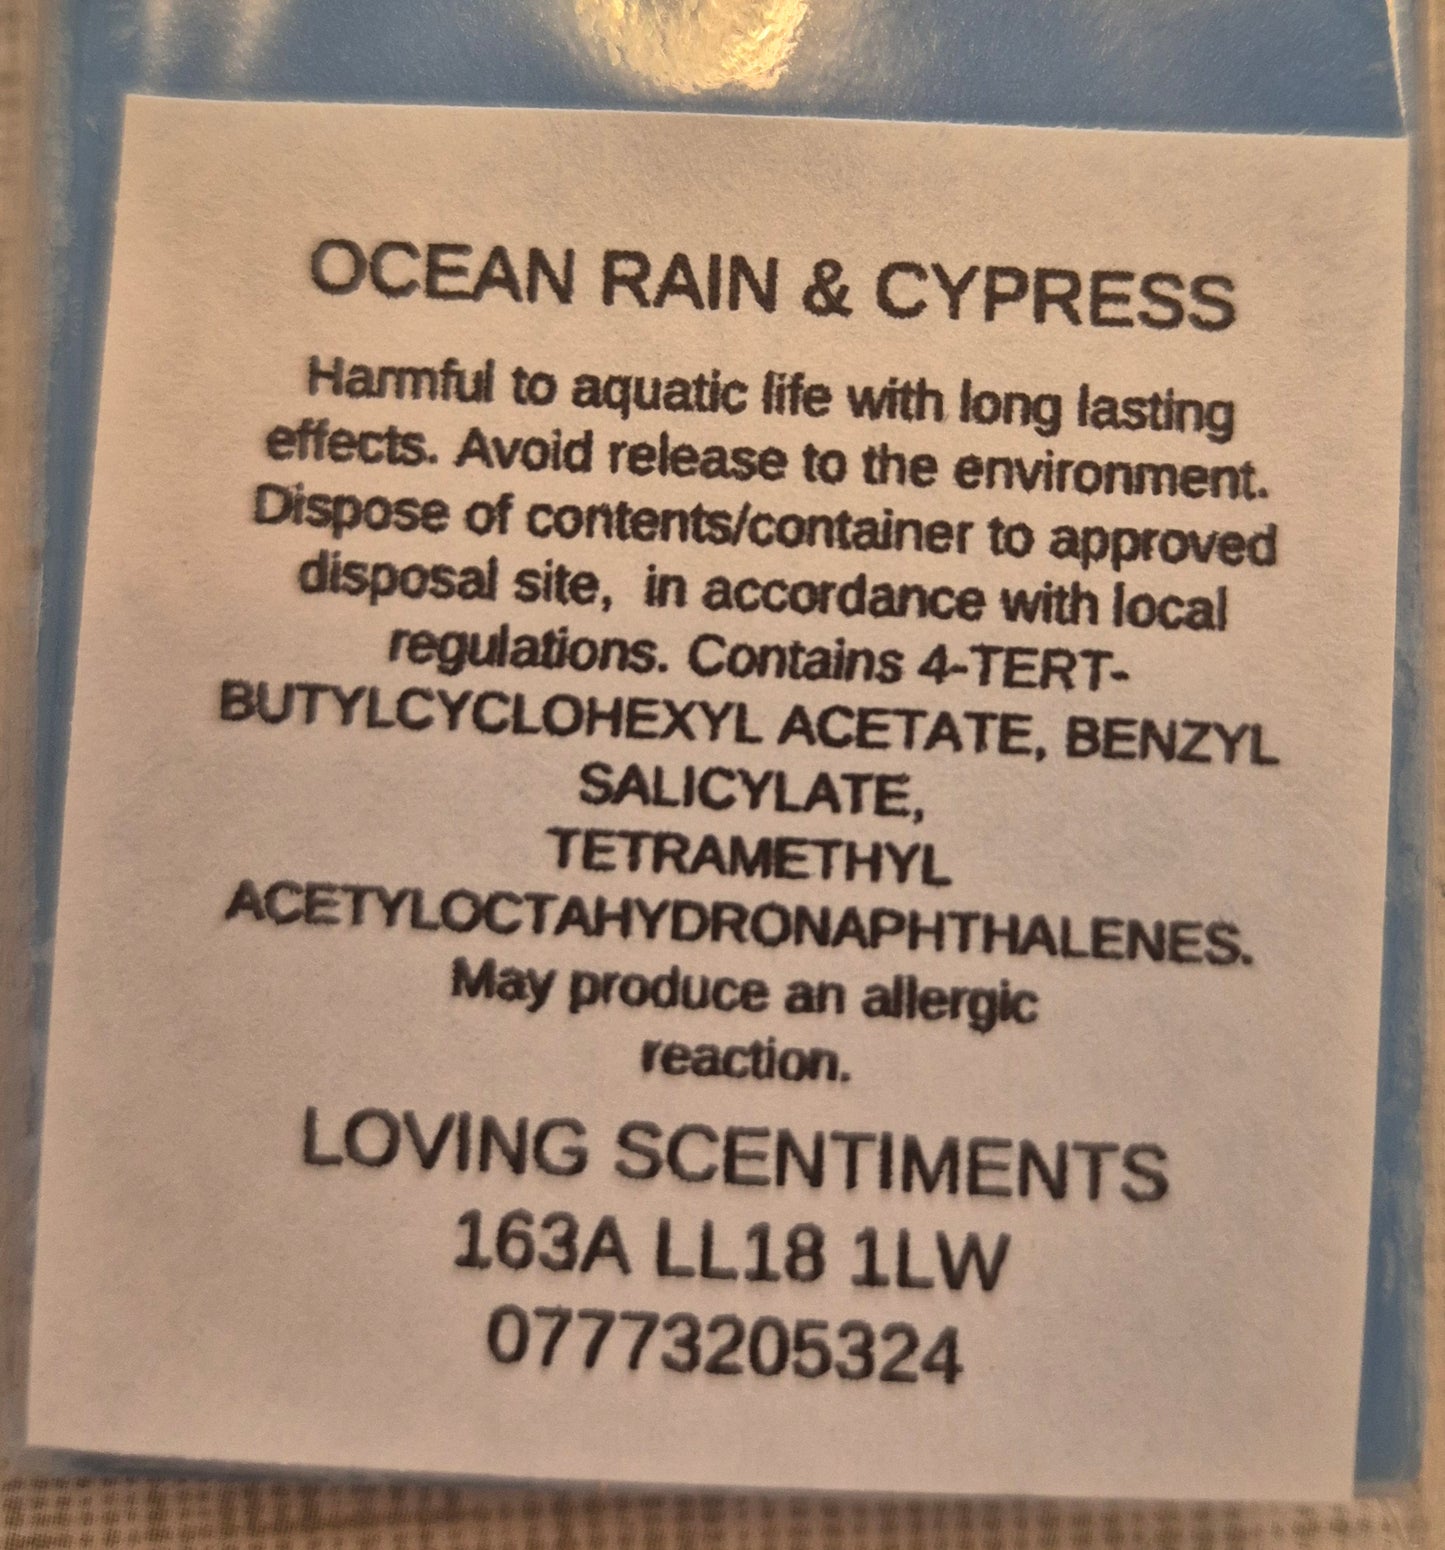 OCEAN RAIN & CYPRESS
Harmful to aquatic life with long lasting
effects. Avoid release to the environment.
Dispose of contents/container to approved
disposal site,  in accordance with local
regulations. Contains 4-TERT-
BUTYLCYCLOHEXYL ACETATE, BENZYL
SALICYLATE,
TETRAMETHYL
ACETYLOCTAHYDRONAPHTHALENES.
May produce an allergic
reaction.
LOVING SCENTIMENTS
163A LL18 1LW
07773205324